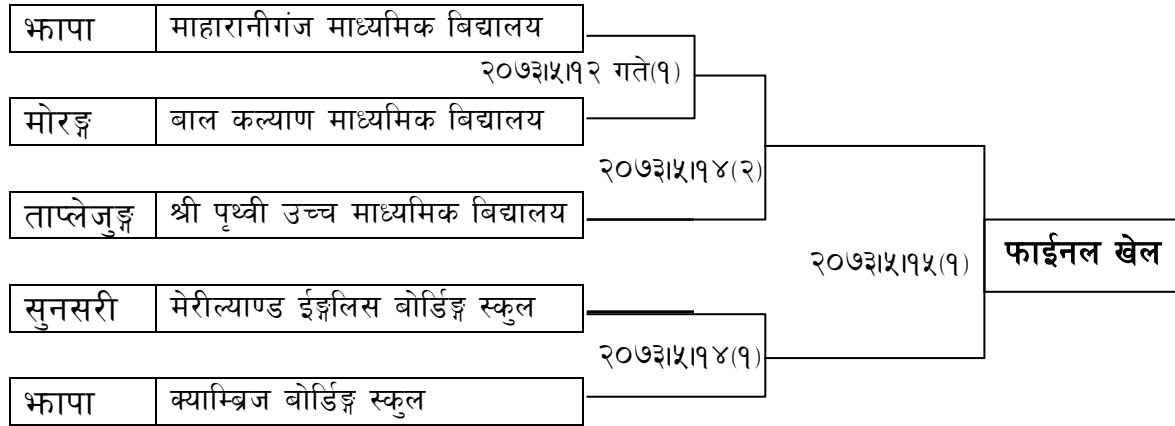 झापा माहारानीगंज माध्यमिक बिद्यालय
२०७३।५।१२ गते(१)
मोरङ्ग बाल कल्याण माध्यमिक बिद्यालय
२०७३।५।१४(२)
ताप्लेजुङ्ग श्री पृथ्वी उच्च माध्यमिक बिद्यालय
२०७३।५।१५(१) फाईनल खेल
सुनसरी मेरील्याण्ड ईङ्गलिस बोर्डिङ्ग स्कुल
२०७३।५।१४(१)
झापा क्याम्ब्रिज बोर्डिङ्ग स्कुल